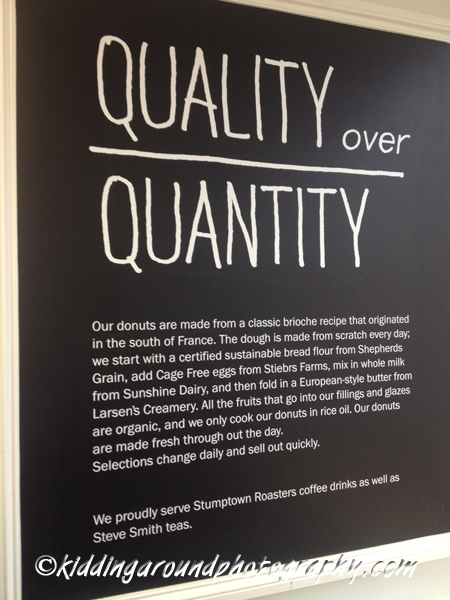 QUALITY over
QUANTITY
Our donuts are made from a classic brioche recipe that originated
in the south of France. The dough is made from scratch every day;
we start with a certified sustainable bread flour from Shepherds
Grain, add Cage Free eggs from Stiebrs Farms, mix in whole milk
from Sunshine Dairy, and then fold in a European-style butter from
Larsen's Creamery. All the fruits that go into our fillings and glazes
are organic, and we only cook our donuts in rice oil. Our donuts
are made fresh through out the day.
Selections change daily and sell out quickly.
We proudly serve Stumptown Roasters coffee drinks as well as
Steve Smith teas.
©kiddingaroundphotography.com